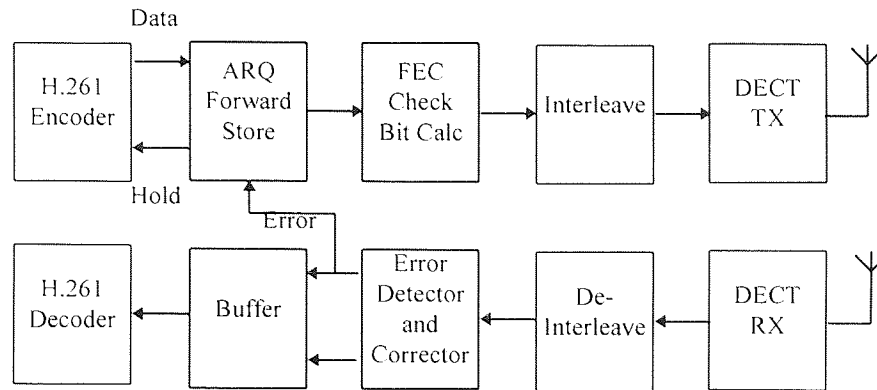 Data
H.261
Encoder
ARQ
Forward
Store
FEC
Check
Bit Calc
Interleave
DECT
TX
Hold
Error
H.261
Decoder
Buffer
Error
Detector
and
Corrector
De-
Interleave
DECT
RX